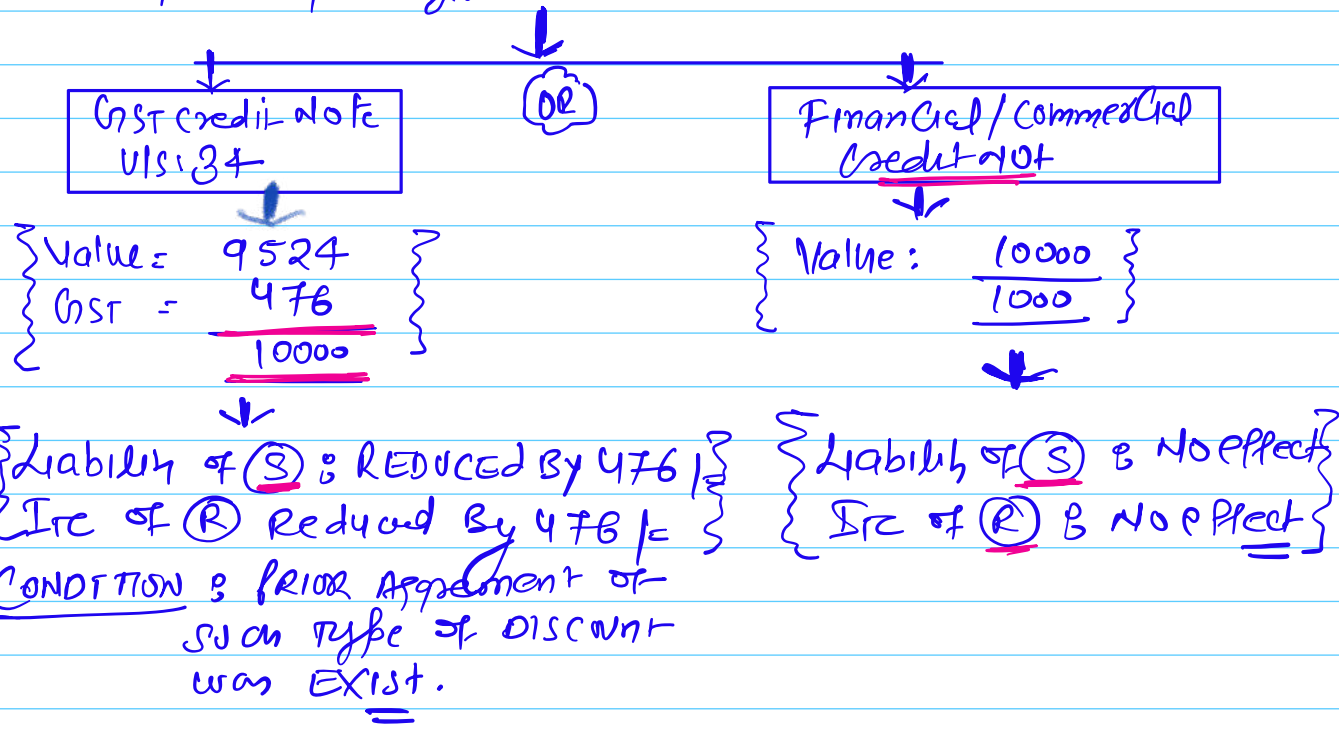 OR
GST Credit Note
U/S: 34
Value = 9524
GST = 476
10000
Liability of S : REDUCED By 476/-
ITC of R Reduced By 476/=
CONDITION : PRIOR Agreement of
such TYPE of DISCOUNT
was EXIST.
Financial/Commercial
Credit Not
Value: 10000
1000
Liability of S : No effect
ITC of R : No effect